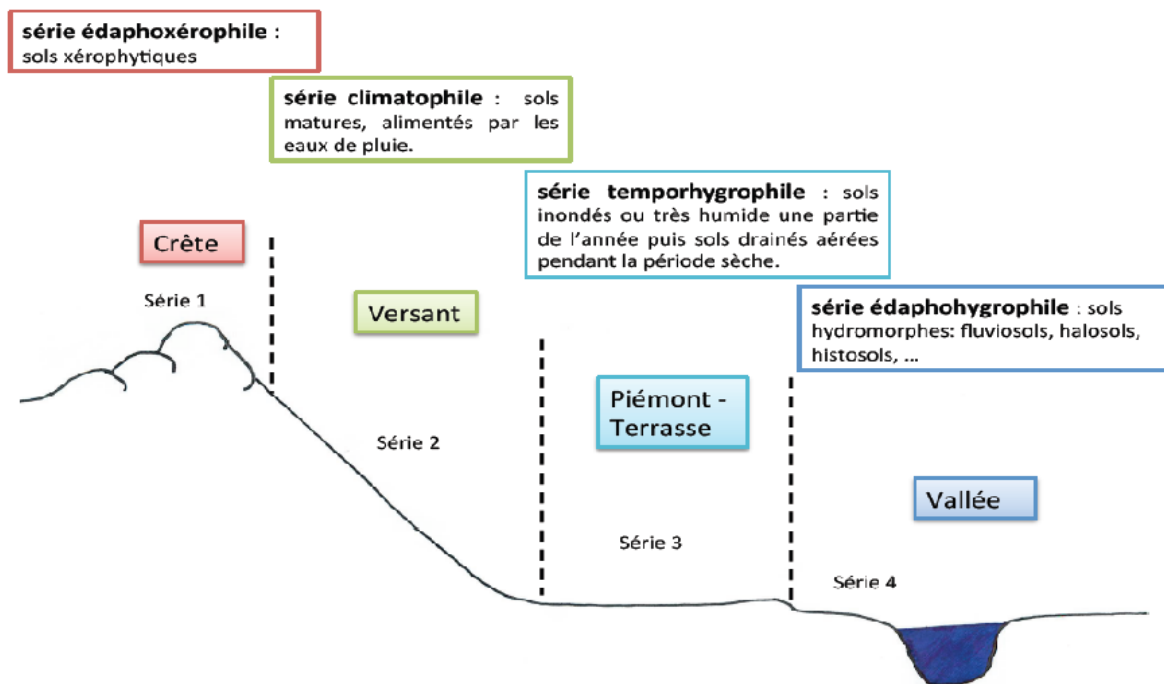 série édaphoxérophile :
sols xérophytiques
série climatophile : sols
matures, alimentés par les
eaux de pluie.
série temporhygrophile : sols
inondés ou très humide une partie
de l'année puis sols drainés aérées
pendant la période sèche.
série édaphohygrophile : sols
hydromorphes: fluviosols, halosols,
histosols, ...
Crête
Série 1
Versant
Série 2
Piémont -
Terrasse
Série 3
Vallée
Série 4